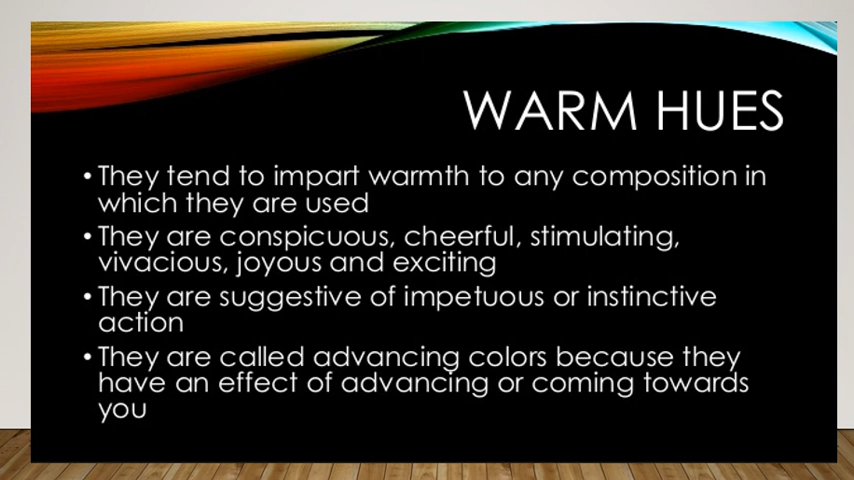 WARM HUES
• They tend to impart warmth to any composition in
which they are used
• They are conspicuous, cheerful, stimulating,
vivacious, joyous and exciting
• They are suggestive of impetuous or instinctive
action
• They are called advancing colors because they
have an effect of advancing or coming towards
you